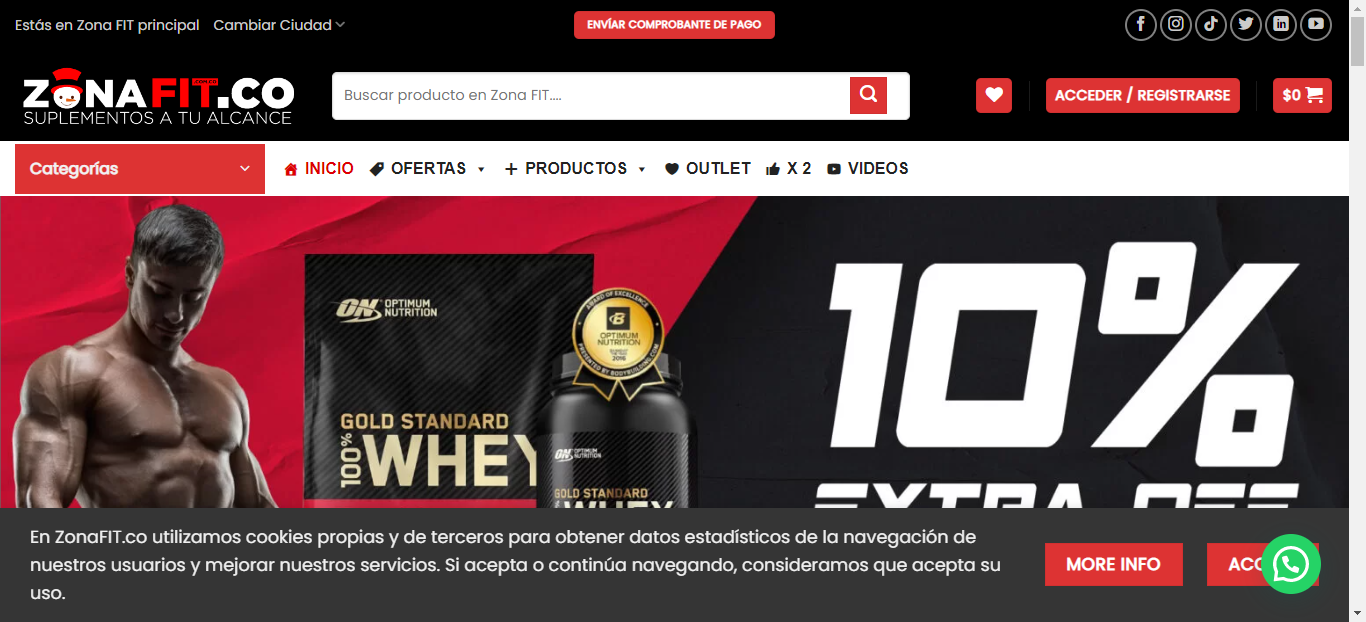 Estás en Zona FIT principal Cambiar Ciudad
ENVÍAR COMPROBANTE DE PAGO
ZONAFIT.CO
.COM.CO
SUPLEMENTOS A TU ALCANCE
Buscar producto en Zona FIT....
ACCEDER / REGISTRARSE
$0
Categorías
INICIO OFERTAS PRODUCTOS OUTLET X 2 VIDEOS
10%
EXTRA OFF
ON OPTIMUM
NUTRITION
GOLD STANDARD
100% WHEY
AWARD OF EXCELLENCE
B
OPTIMUM
NUTRITION
2016
PRESENTED BY BODYBUILDING.COM
ON OPTIMUM
NUTRITION
GOLD STANDARD
WHEY
En ZonaFIT.co utilizamos cookies propias y de terceros para obtener datos estadísticos de la navegación de
nuestros usuarios y mejorar nuestros servicios. Si acepta o continúa navegando, consideramos que acepta su
uso.
MORE INFO
ACC